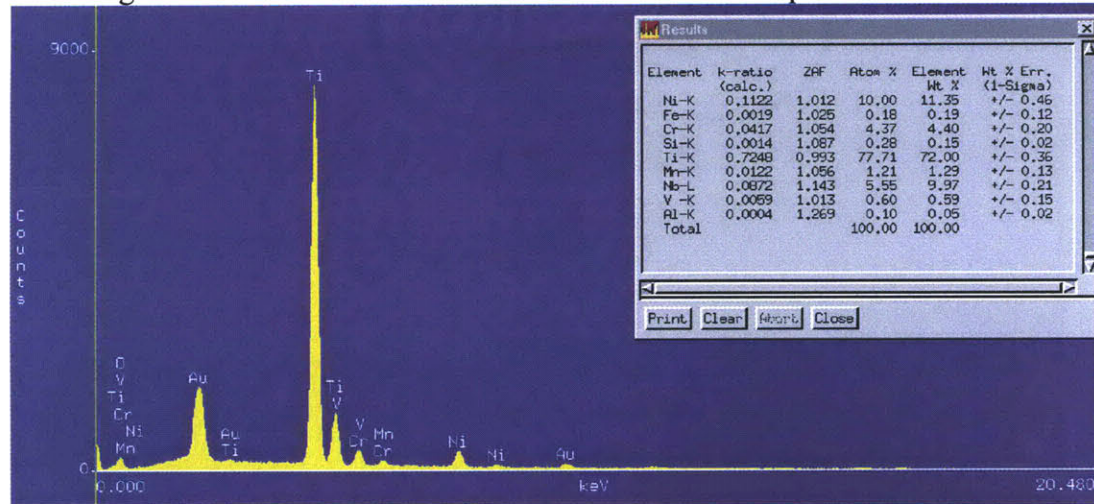 Results
Element k-ratio ZAF Atom % Element Wt % Err.
(calc.) Wt % (1-Sigma)
Ni-K 0.1122 1.012 10.00 11.35 +/- 0.46
Fe-K 0.0019 1.025 0.18 0.19 +/- 0.12
Cr-K 0.0417 1.054 4.37 4.40 +/- 0.20
Si-K 0.0014 1.087 0.28 0.15 +/- 0.02
Ti-K 0.7248 0.993 77.71 72.00 +/- 0.36
Mn-K 0.0122 1.056 1.21 1.29 +/- 0.13
Nb-L 0.0872 1.143 5.55 9.97 +/- 0.21
V -K 0.0059 1.013 0.60 0.59 +/- 0.15
Al-K 0.0004 1.269 0.10 0.05 +/- 0.02
Total 100.00 100.00
Print Clear Abort Close
9000
Counts
0
Ti
O
V
Ti
Cr
Ni
Mn
Au
Au
Ti
Ti
V
V
Cr
Mn
Cr
Ni
Ni
Au
0.000 keV 20.480